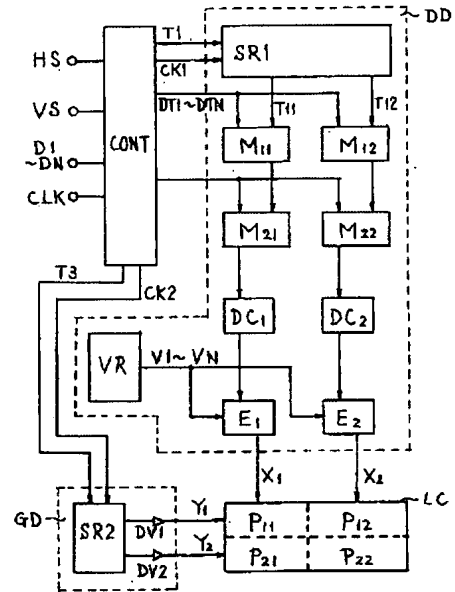 DD
T1
SR1
HS
CK1
VS
DT1~DTN
T11
T12
CONT
D1
~DN
M11
M12
CLK
M21
M22
T3
CK2
DC1
DC2
VR
V1~VN
E1
E2
X1
X2
LC
GD
SR2
Y1
DV1
P11
P12
Y2
DV2
P21
P22